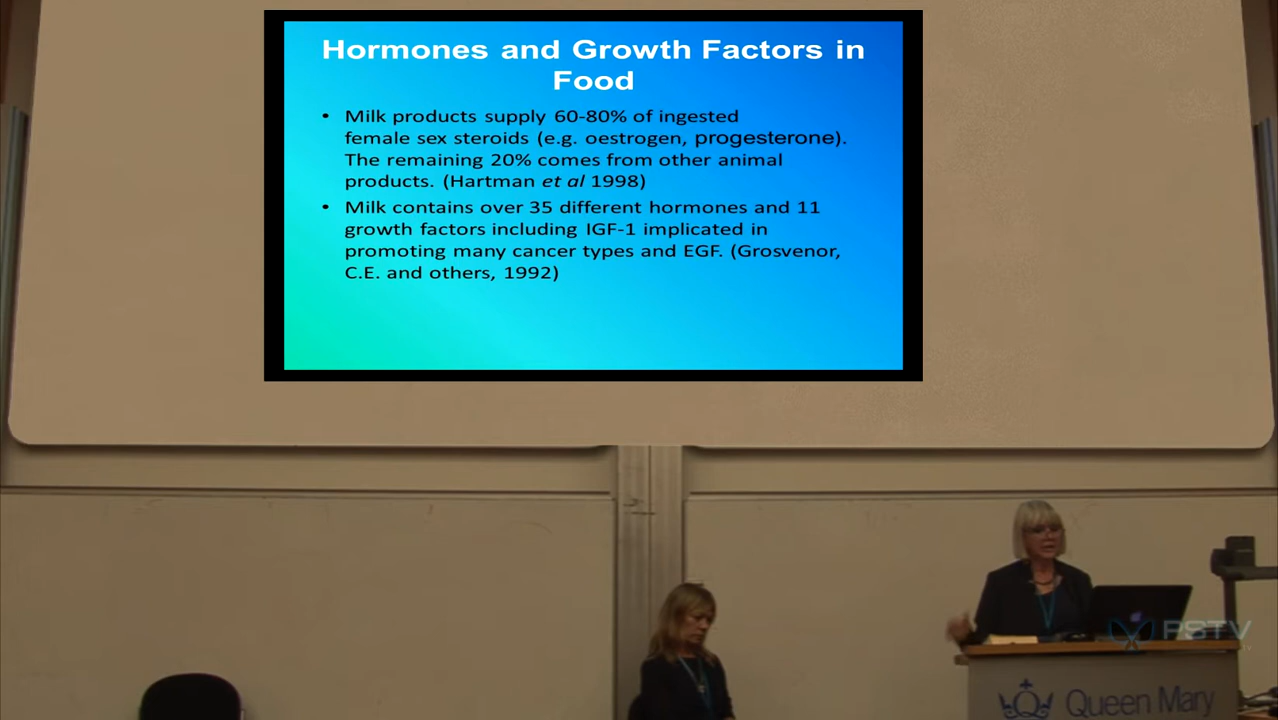 Hormones and Growth Factors in
Food
• Milk products supply 60-80% of ingested
female sex steroids (e.g. oestrogen, progesterone).
The remaining 20% comes from other animal
products. (Hartman et al 1998)
• Milk contains over 35 different hormones and 11
growth factors including IGF-1 implicated in
promoting many cancer types and EGF. (Grosvenor,
C.E. and others, 1992)
PSTV
Queen Mary